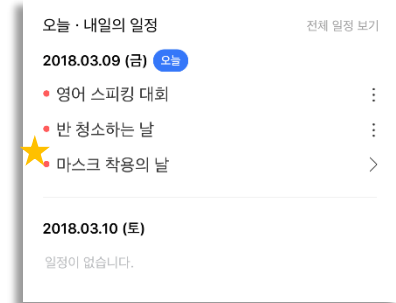 오늘 · 내일의 일정
전체 일정 보기
2018.03.09 (금) 오늘
영어 스피킹 대회
반 청소하는 날
마스크 착용의 날
2018.03.10 (토)
일정이 없습니다.